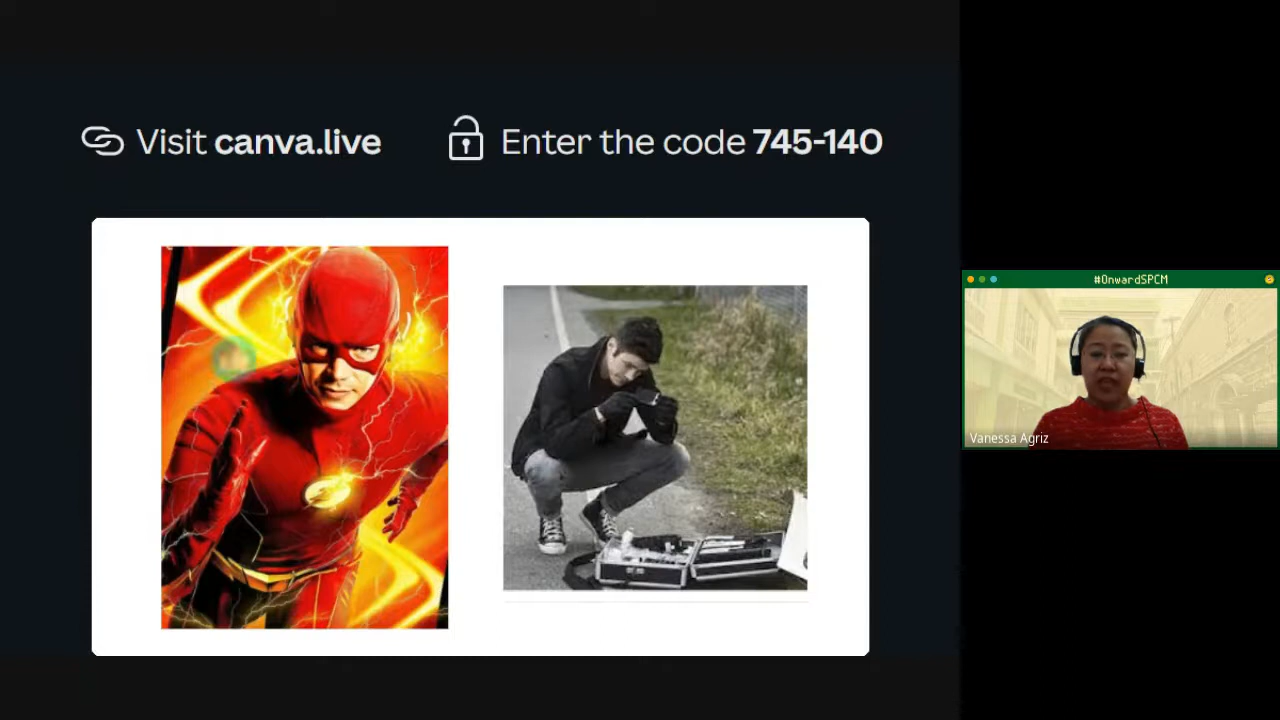 Visit canva.live
Enter the code 745-140
#OnwardSPCM
Vanessa Agriz